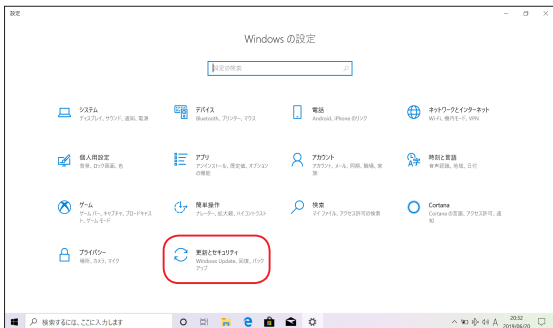 設定
Windows の設定
設定の検索
システム
ディスプレイ、サウンド、通知、電源
デバイス
Bluetooth、プリンター、マウス
電話
Android, iPhone のリンク
ネットワークとインターネット
Wi-Fi、機内モード、VPN
個人用設定
背景、ロック画面、色
アプリ
アンインストール、既定値、オプション
の機能
アカウント
アカウント、メール、同期、職場、家
族
時刻と言語
音声認識、地域、日付
ゲーム
ゲーム バー、キャプチャ、ブロードキャス
ト、ゲーム モード
簡単操作
ナレーター、拡大鏡、ハイコントラスト
検索
マイ ファイル、アクセス許可の検索
Cortana
Cortana の言語、アクセス許可、通
知
プライバシー
場所、カメラ、マイク
更新とセキュリティ
Windows Update、回復、バック
アップ
検索するには、ここに入力します
A
20:32
2019/06/20